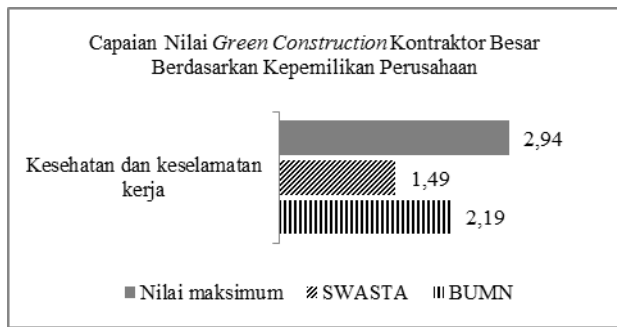 Capaian Nilai Green Construction Kontraktor Besar
Berdasarkan Kepemilikan Perusahaan
2,94
Kesehatan dan keselamatan
kerja
1,49
2,19
Nilai maksimum SWASTA BUMN